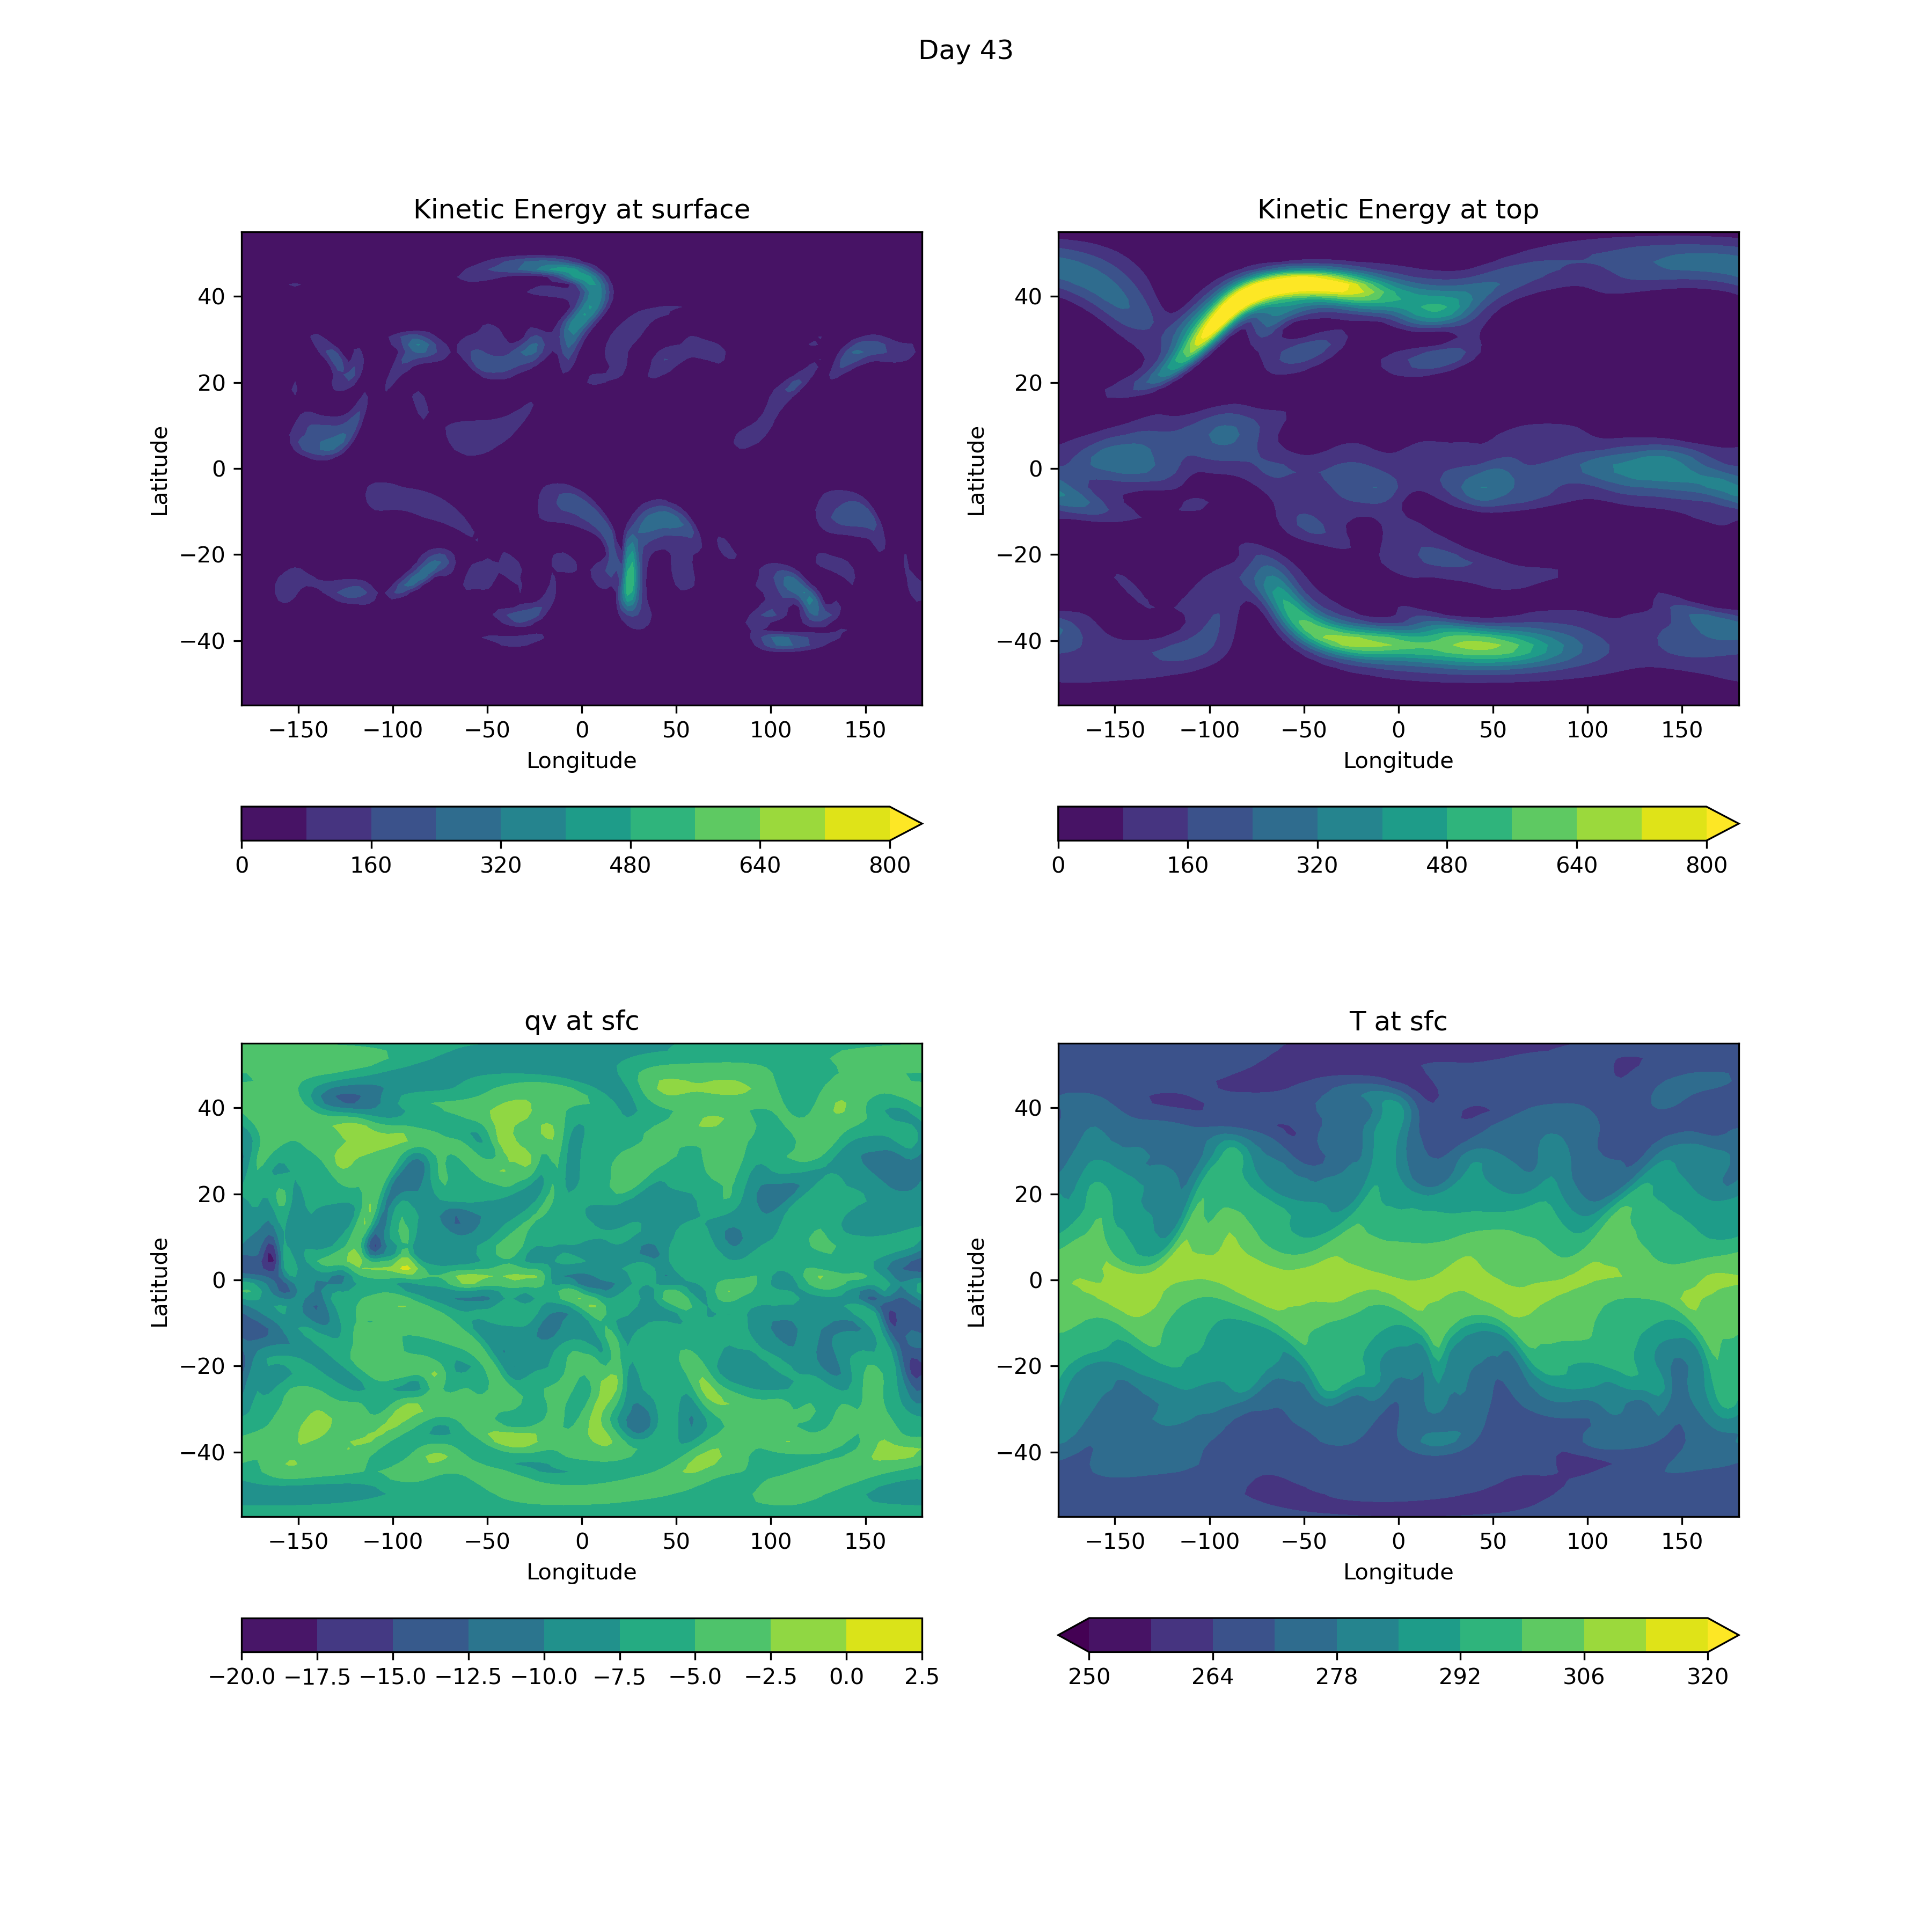 Day 43
Kinetic Energy at surface
Latitude
40
20
0
−20
−40
−150 −100 −50 0 50 100 150
Longitude
0 160 320 480 640 800
Kinetic Energy at top
Latitude
40
20
0
−20
−40
−150 −100 −50 0 50 100 150
Longitude
0 160 320 480 640 800
qv at sfc
Latitude
40
20
0
−20
−40
−150 −100 −50 0 50 100 150
Longitude
−20.0 −17.5 −15.0 −12.5 −10.0 −7.5 −5.0 −2.5 0.0 2.5
T at sfc
Latitude
40
20
0
−20
−40
−150 −100 −50 0 50 100 150
Longitude
250 264 278 292 306 320